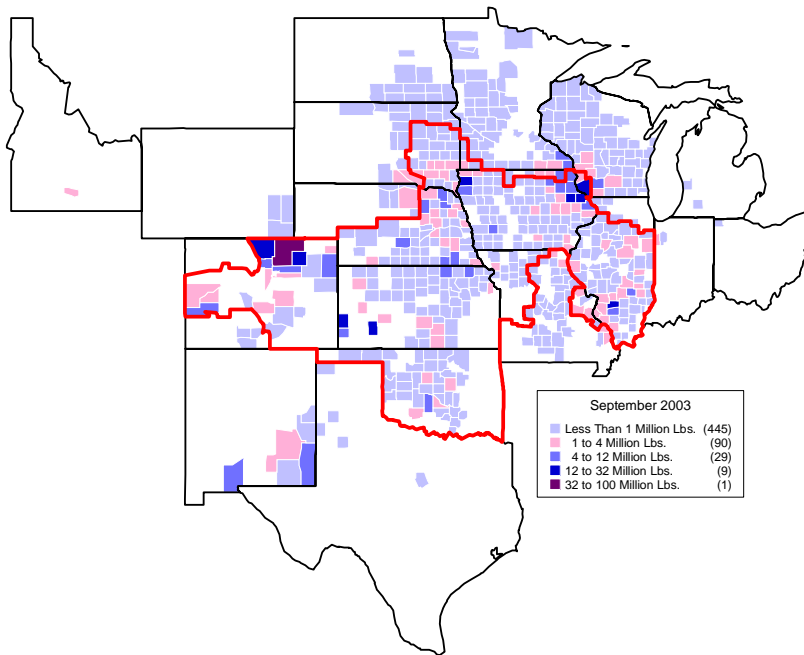 September 2003
Less Than 1 Million Lbs. (445)
1 to 4 Million Lbs. (90)
4 to 12 Million Lbs. (29)
12 to 32 Million Lbs. (9)
32 to 100 Million Lbs. (1)